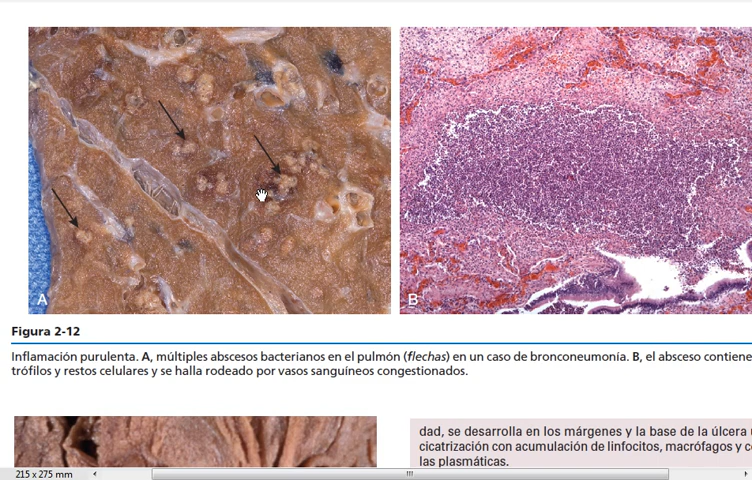 A
B
Figura 2-12
Inflamación purulenta. A, múltiples abscesos bacterianos en el pulmón (flechas) en un caso de bronconeumonía. B, el absceso contiene
trófilos y restos celulares y se halla rodeado por vasos sanguíneos congestionados.
dad, se desarrolla en los márgenes y la base de la úlcera
cicatrización con acumulación de linfocitos, macrófagos y
las plasmáticas.
215 x 275 mm